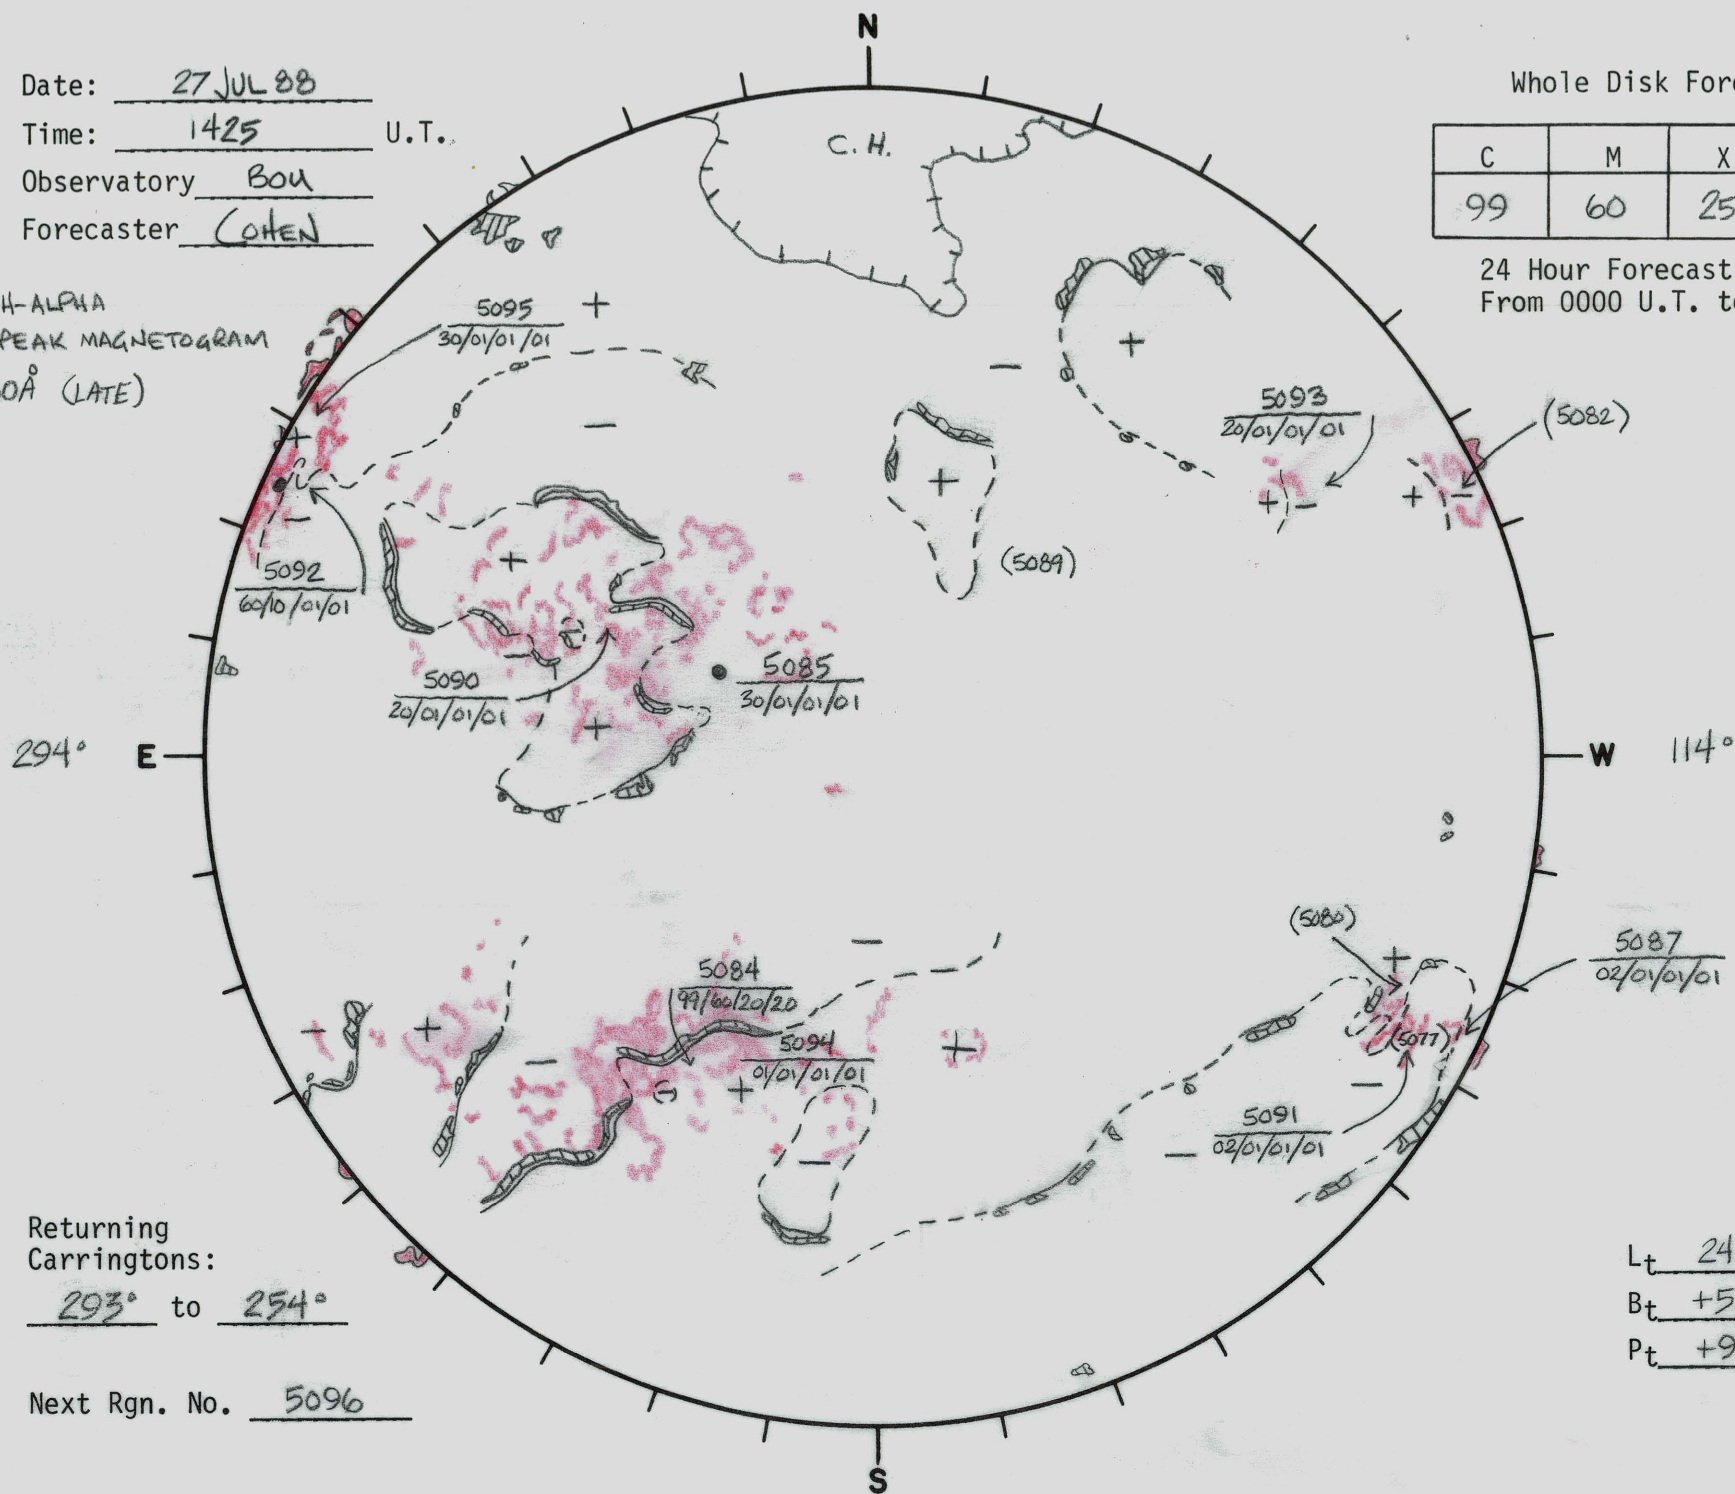 N
Date: 27 JUL 88
Time: 1425 U.T.
Observatory BOU
Forecaster COHEN
H-ALPHA
PEAK MAGNETOGRAM
0Å (LATE)
Whole Disk Fore
C M X
99 60 25
24 Hour Forecast
From 0000 U.T. to
C.H.
5095
30/01/01/01
+
+
−
−
5093
20/01/01/01
(5082)
+
+
+ −
+ −
−
+
(5089)
5092
60/10/01/01
−
−
5090
20/01/01/01
5085
30/01/01/01
+
294° E
W 114°
−
(5080)
5087
02/01/01/01
5084
99/60/20/20
+
−
+
−
+
5094
01/01/01/01
+
(5077)
(−)
+
−
−
−
5091
02/01/01/01
Returning
Carringtons:
293° to 254°
Lt 24
Bt +5
Pt +9
Next Rgn. No. 5096
S